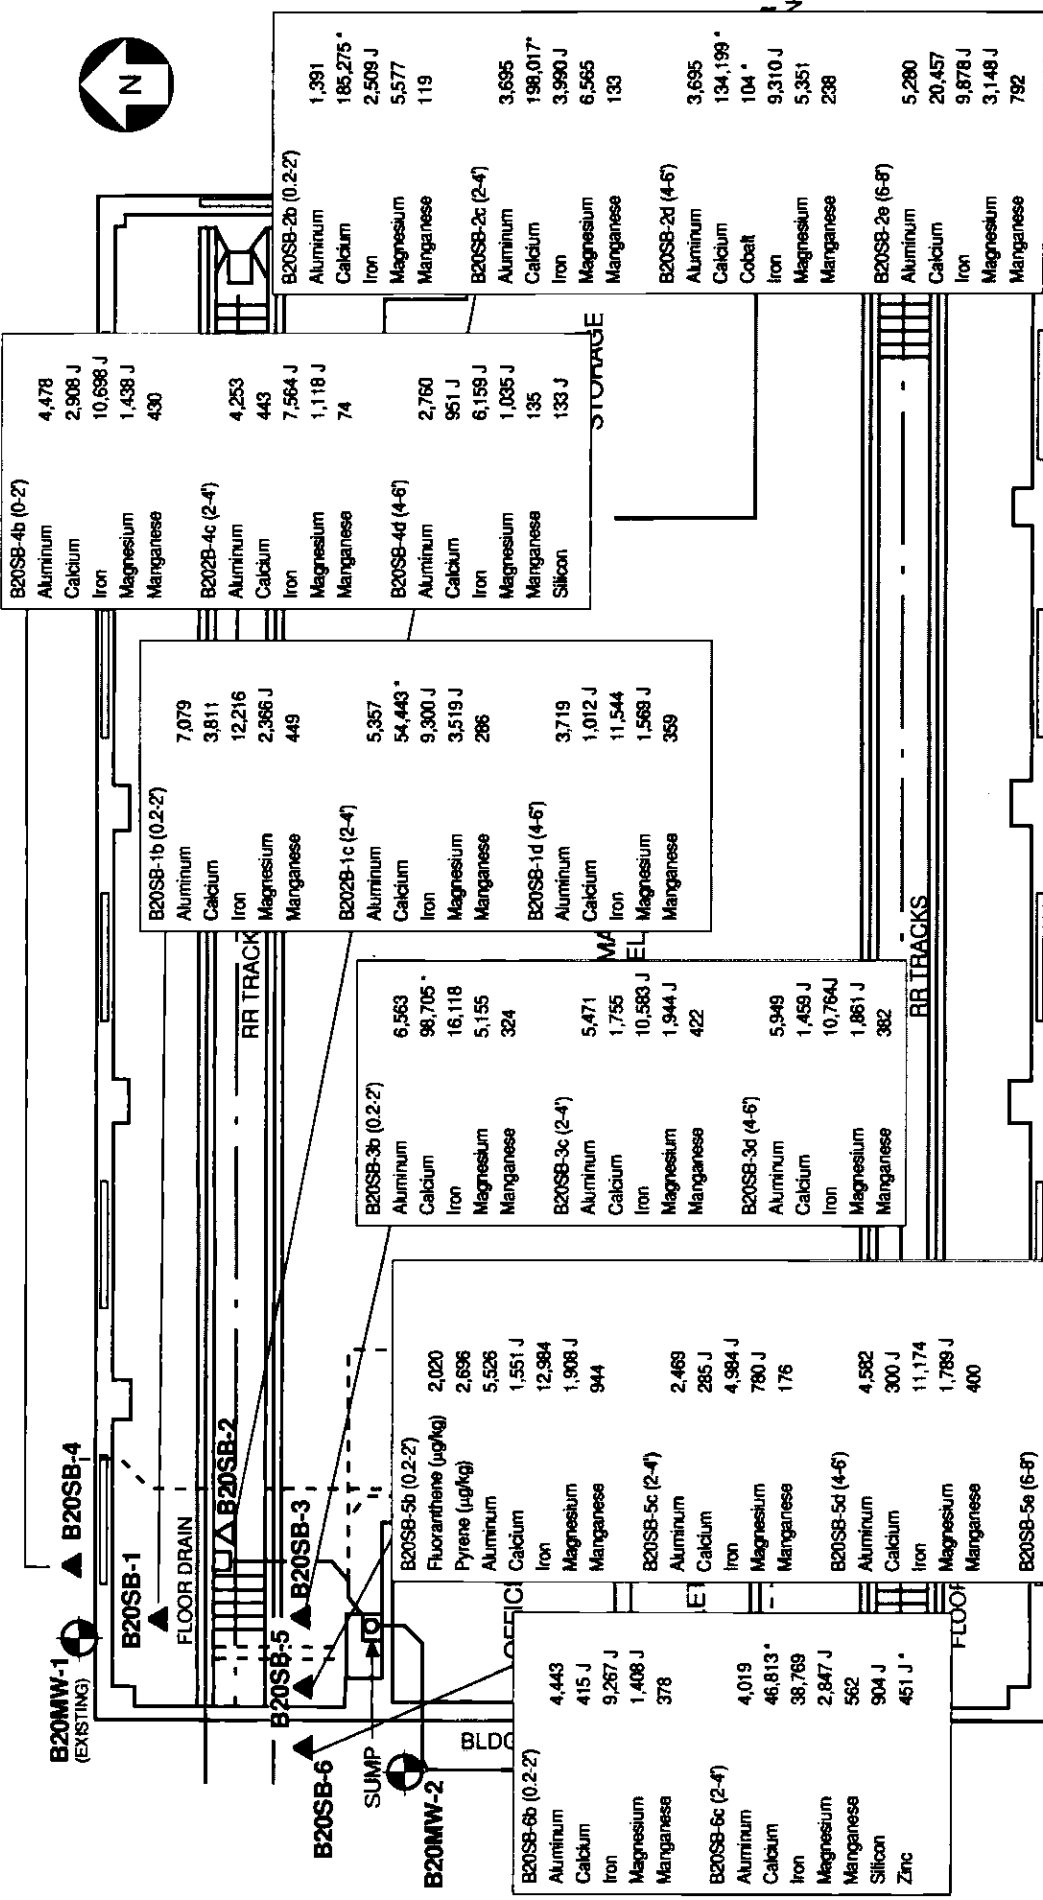 N
B20MW-1
(EXISTING)
B20SB-4
B20SB-1
FLOOR DRAIN
B20SB-2
B20SB-3
B20SB-5
B20SB-6
SUMP
B20MW-2
RR TRACK
RR TRACKS
STORAGE
OFFIC
BLDG
MA
EL
ET
FLOOR
B20SB-6b (0.2-2')
Aluminum 4,443
Calcium 415 J
Iron 9,267 J
Magnesium 1,408 J
Manganese 378
B20SB-6c (2-4')
Aluminum 4,019
Calcium 46,813 *
Iron 38,769
Magnesium 2,847 J
Manganese 562
Silicon 904 J
Zinc 451 J *
B20SB-5b (0.2-2')
Fluoranthene (µg/kg) 2,020
Pyrene (µg/kg) 2,696
Aluminum 5,526
Calcium 1,551 J
Iron 12,984
Magnesium 1,908 J
Manganese 944
B20SB-5c (2-4')
Aluminum 2,469
Calcium 285 J
Iron 4,984 J
Magnesium 780 J
Manganese 176
B20SB-5d (4-6')
Aluminum 4,582
Calcium 300 J
Iron 11,174
Magnesium 1,789 J
Manganese 400
B20SB-5e (6-8')
B20SB-3b (0.2-2')
Aluminum 6,563
Calcium 98,705 *
Iron 16,118
Magnesium 5,155
Manganese 324
B20SB-3c (2-4')
Aluminum 5,471
Calcium 1,755
Iron 10,583 J
Magnesium 1,944 J
Manganese 422
B20SB-3d (4-6')
Aluminum 5,949
Calcium 1,459 J
Iron 10,764J
Magnesium 1,861 J
Manganese 382
B20SB-1b (0.2-2')
Aluminum 7,079
Calcium 3,811
Iron 12,216
Magnesium 2,366 J
Manganese 449
B202B-1c (2-4')
Aluminum 5,357
Calcium 54,443 *
Iron 9,300 J
Magnesium 3,519 J
Manganese 286
B20SB-1d (4-6')
Aluminum 3,719
Calcium 1,012 J
Iron 11,544
Magnesium 1,569 J
Manganese 359
B20SB-4b (0-2')
Aluminum 4,478
Calcium 2,908 J
Iron 10,698 J
Magnesium 1,438 J
Manganese 430
B202B-4c (2-4')
Aluminum 4,253
Calcium 443
Iron 7,564 J
Magnesium 1,118 J
Manganese 74
B20SB-4d (4-6')
Aluminum 2,760
Calcium 951 J
Iron 6,159 J
Magnesium 1,035 J
Manganese 135
Silicon 133 J
B20SB-2b (0.2-2')
Aluminum 1,391
Calcium 185,275 *
Iron 2,509 J
Magnesium 5,577
Manganese 119
B20SB-2c (2-4')
Aluminum 3,695
Calcium 198,017*
Iron 3,990 J
Magnesium 6,565
Manganese 133
B20SB-2d (4-6')
Aluminum 3,695
Calcium 134,199 *
Cobalt 104 *
Iron 9,310 J
Magnesium 5,351
Manganese 238
B20SB-2e (6-8')
Aluminum 5,280
Calcium 20,457
Iron 9,878 J
Magnesium 3,148 J
Manganese 792